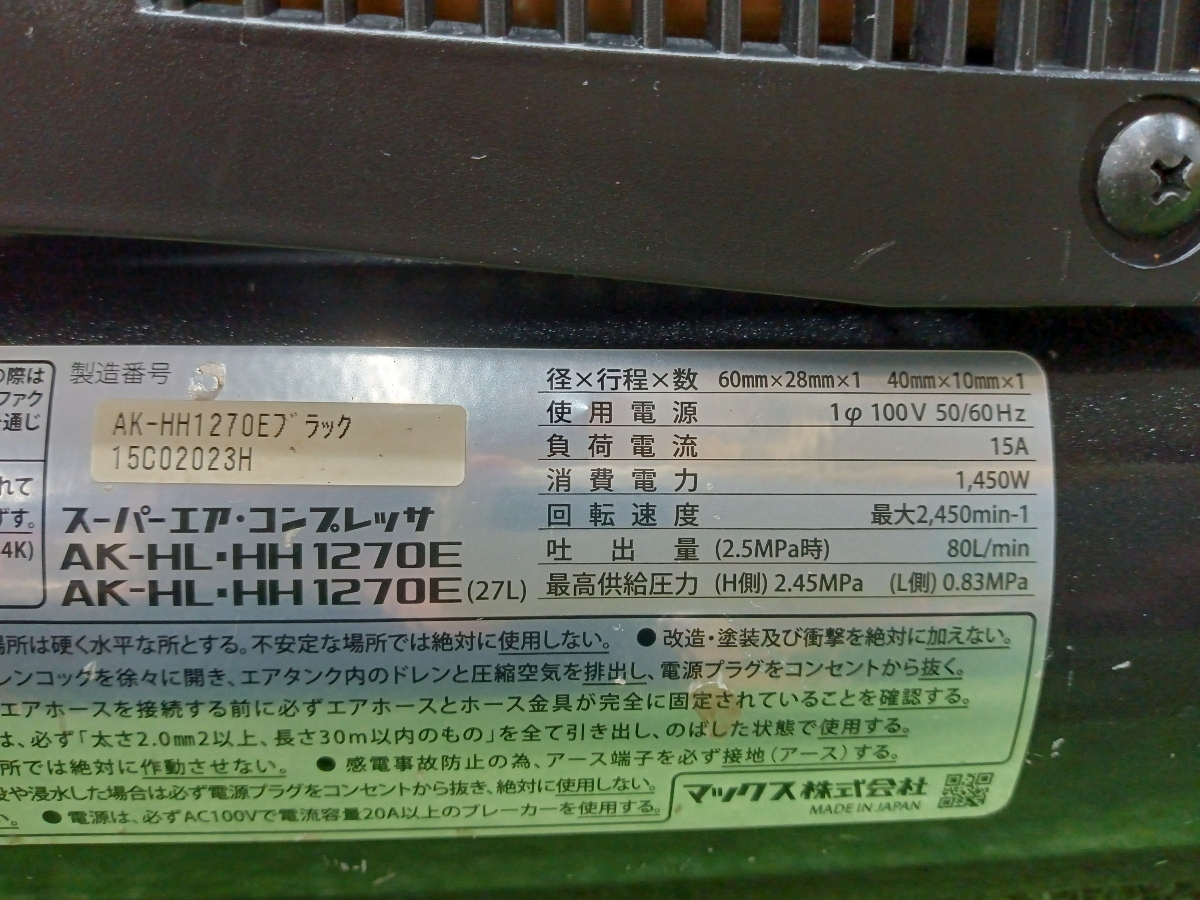 の際は
ファク
通じ
れて
ずす。
4K)
製造番号
AK-HH1270Eブラック
15C02023H
スーパーエア・コンプレッサ
AK-HL・HH1270E
AK-HL・HH1270E(27L)
径×行程×数 60mm×28mm×1 40mm×10mm×1
使用電源 1φ 100V 50/60Hz
負荷電流 15A
消費電力 1,450W
回転速度 最大2,450min-1
吐出量 (2.5MPa時) 80L/min
最高供給圧力 (H側) 2.45MPa (L側) 0.83MPa
場所は硬く水平な所とする。不安定な場所では絶対に使用しない。 ●改造・塗装及び衝撃を絶対に加えない。
レンコックを徐々に開き、エアタンク内のドレンと圧縮空気を排出し、電源プラグをコンセントから抜く。
エアホースを接続する前に必ずエアホースとホース金具が完全に固定されていることを確認する。
は、必ず「太さ2.0mm2以上、長さ30m以内のもの」を全て引き出し、のばした状態で使用する。
所では絶対に作動させない。 ●感電事故防止の為、アース端子を必ず接地(アース)する。
や浸水した場合は必ず電源プラグをコンセントから抜き、絶対に使用しない。
い。 ●電源は、必ずAC100Vで電流容量20A以上のブレーカーを使用する。
マックス株式会社
MADE IN JAPAN